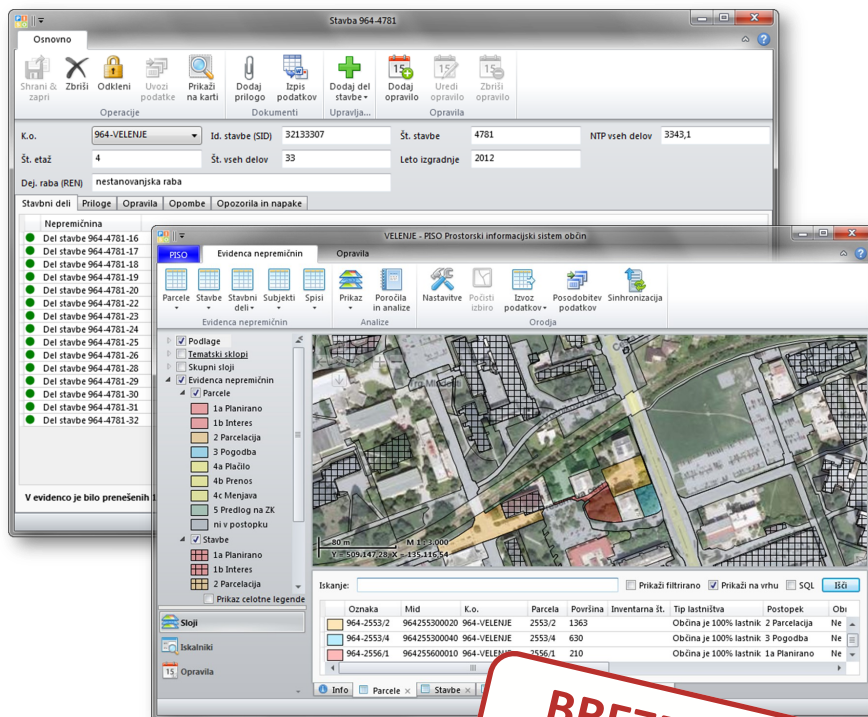 Stavba 964-4781
Osnovno
Shrani & zapri
Zbriši
Odkleni
Uvozi podatke
Prikaži na karti
Dodaj prilogo
Izpis podatkov
Dodaj del stavbe
Dodaj opravilo
Uredi opravilo
Zbriši opravilo
Operacije
Dokumenti
Upravlja...
Opravila
K.o. 964-VELENJE Id. stavbe (SID) 32133307 Št. stavbe 4781 NTP vseh delov 3343,1
Št. etaž 4 Št. vseh delov 33 Leto izgradnje 2012
Dej. raba (REN) nestanovanjska raba
Stavbni deli Priloge Opravila Opombe Opozorila in napake
Nepremičnina
Del stavbe 964-4781-16
Del stavbe 964-4781-17
Del stavbe 964-4781-18
Del stavbe 964-4781-19
Del stavbe 964-4781-20
Del stavbe 964-4781-22
Del stavbe 964-4781-23
Del stavbe 964-4781-24
Del stavbe 964-4781-25
Del stavbe 964-4781-26
Del stavbe 964-4781-28
Del stavbe 964-4781-29
Del stavbe 964-4781-30
Del stavbe 964-4781-31
Del stavbe 964-4781-32
V evidenco je bilo prenešenih
VELENJE - PISO Prostorski informacijski sistem občin
PISO Evidenca nepremičnin Opravila
Parcele
Stavbe
Stavbni deli
Subjekti
Spisi
Prikaz
Poročila in analize
Nastavitve
Počisti izbiro
Izvoz podatkov
Posodobitev podatkov
Sinhronizacija
Evidenca nepremičnin
Analize
Orodja
Podlage
Tematski sklopi
Skupni sloji
Evidenca nepremičnin
Parcele
1a Planirano
1b Interes
2 Parcelacija
3 Pogodba
4a Plačilo
4b Prenos
4c Menjava
5 Predlog na ZK
ni v postopku
Stavbe
1a Planirano
1b Interes
2 Parcelacija
Prikaz celotne legende
Sloji
Iskalniki
15 Opravila
80 m M 1 : 3.000
Y = 509.147,28 X = 135.116,54
Iskanje: Prikaži filtrirano Prikaži na vrhu SQL Išči
Oznaka Mid K.o. Parcela Površina Inventarna št. Tip lastništva Postopek
964-2553/2 964255300020 964-VELENJE 2553/2 1363 Občina je 100% lastnik 2 Parcelacija Ne
964-2553/4 964255300040 964-VELENJE 2553/4 630 Občina je 100% lastnik 3 Pogodba Ne
964-2556/1 964255600010 964-VELENJE 2556/1 210 Občina je 100% lastnik 1a Planirano Ne
Info Parcele Stavbe